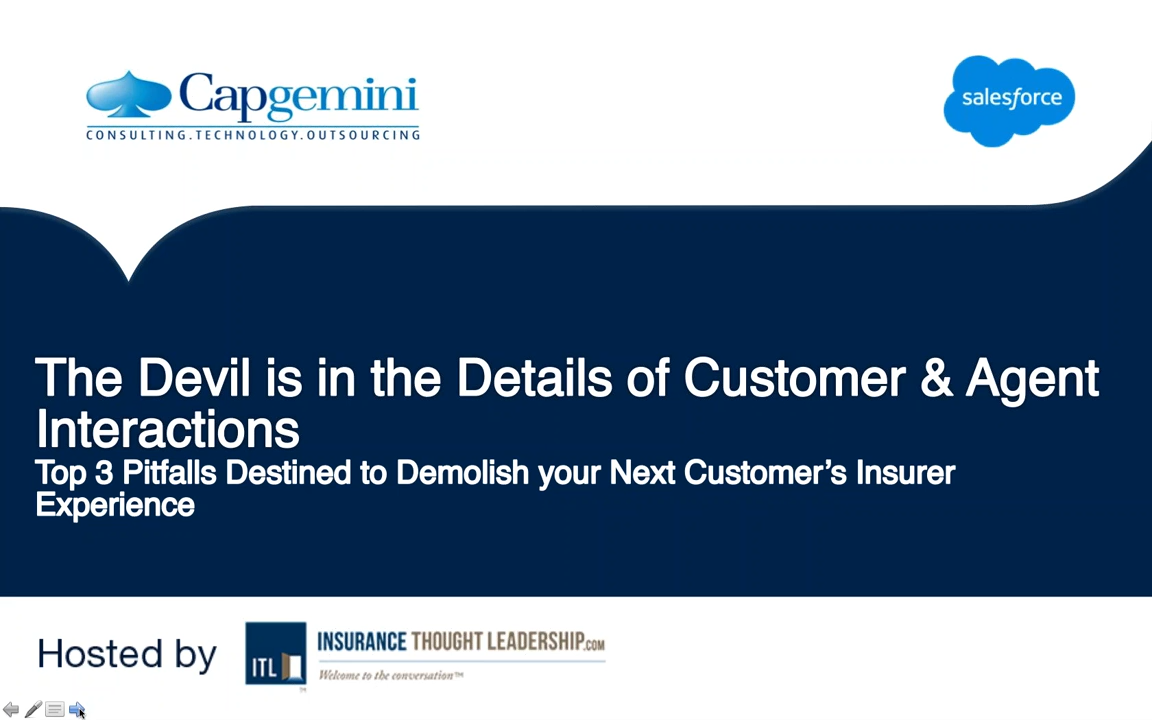 Capgemini
CONSULTING.TECHNOLOGY.OUTSOURCING
salesforce
The Devil is in the Details of Customer & Agent
Interactions
Top 3 Pitfalls Destined to Demolish your Next Customer’s Insurer
Experience
Hosted by
ITL
INSURANCE THOUGHT LEADERSHIP.COM
Welcome to the conversation™